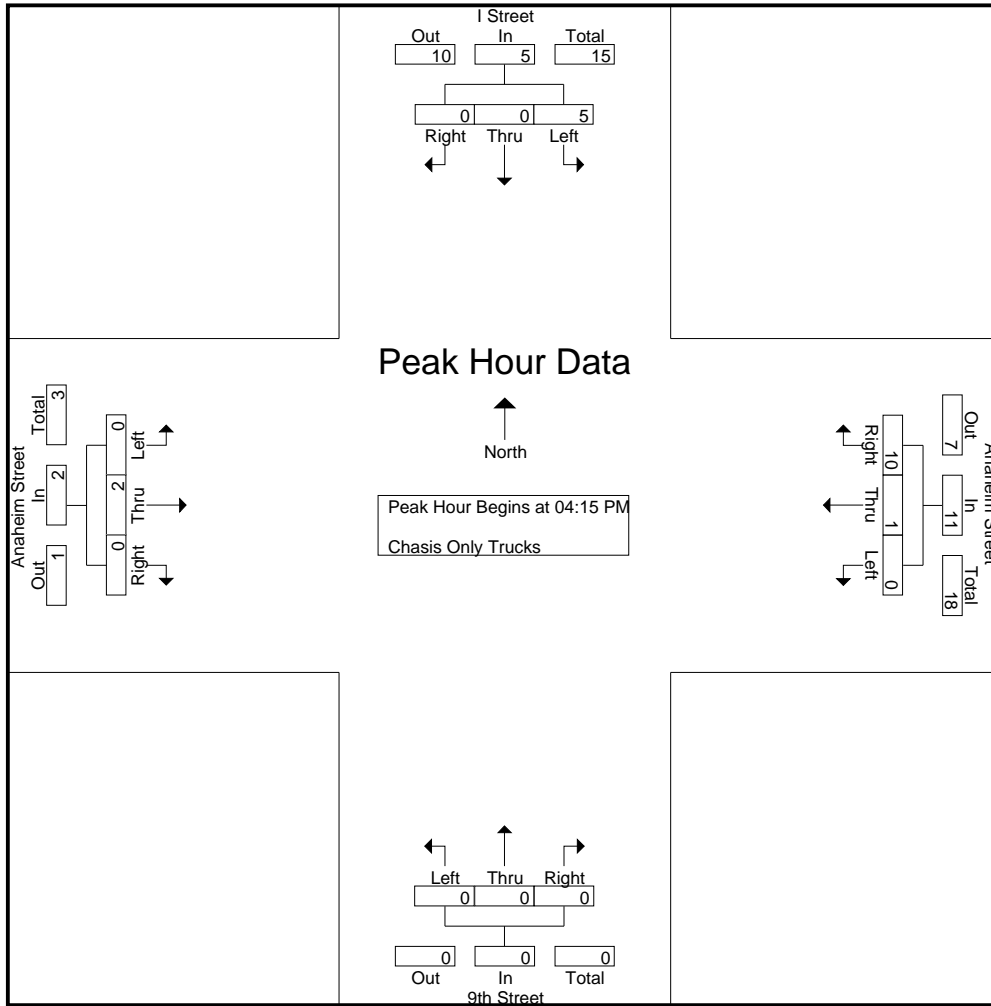 I Street
Out In Total
10 5 15
0 0 5
Right Thru Left
Peak Hour Data
North
Peak Hour Begins at 04:15 PM
Chasis Only Trucks
Anaheim Street
Out In Total
1 2 3
Left Thru Right
0 2 0
Anaheim Street
Out In Total
7 11 18
Right Thru Left
10 1 0
Left Thru Right
0 0 0
0 0 0
Out In Total
9th Street